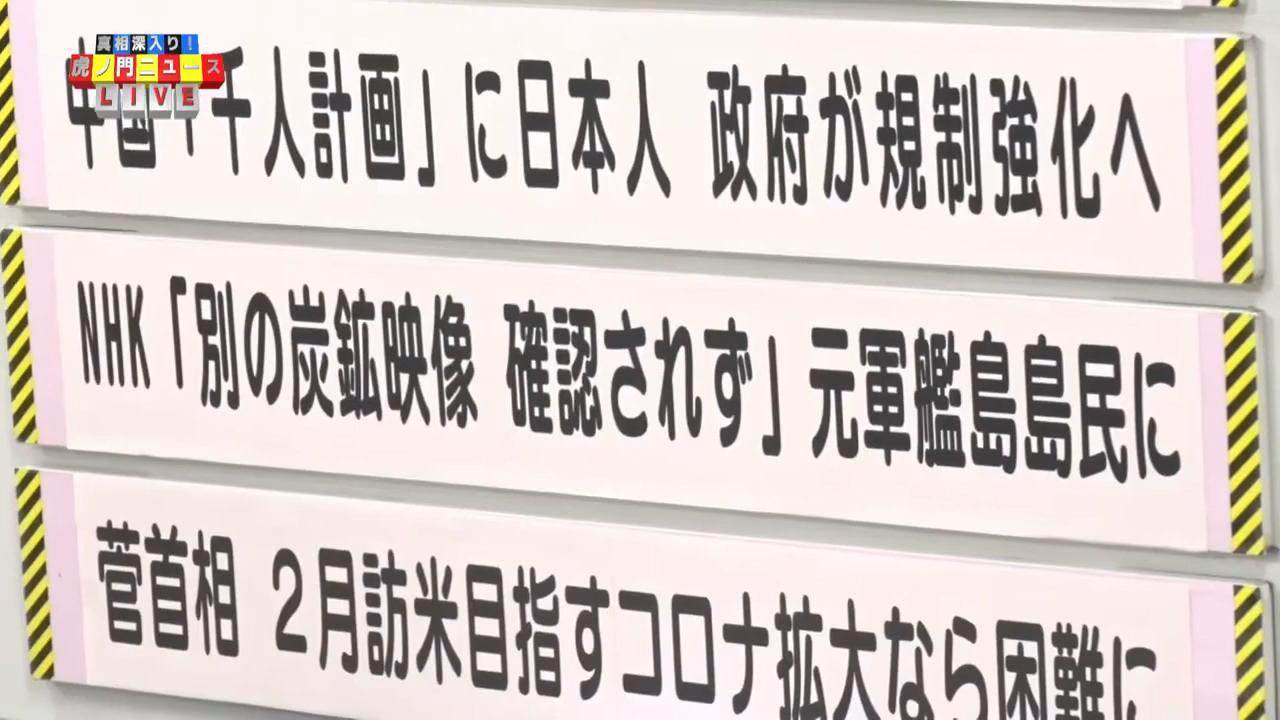 真相深入り!
虎ノ門ニュース
LIVE
中国「千人計画」に日本人 政府が規制強化へ
NHK「別の炭鉱映像 確認されず」元軍艦島島民に
菅首相 2月訪米目指すコロナ拡大なら困難に